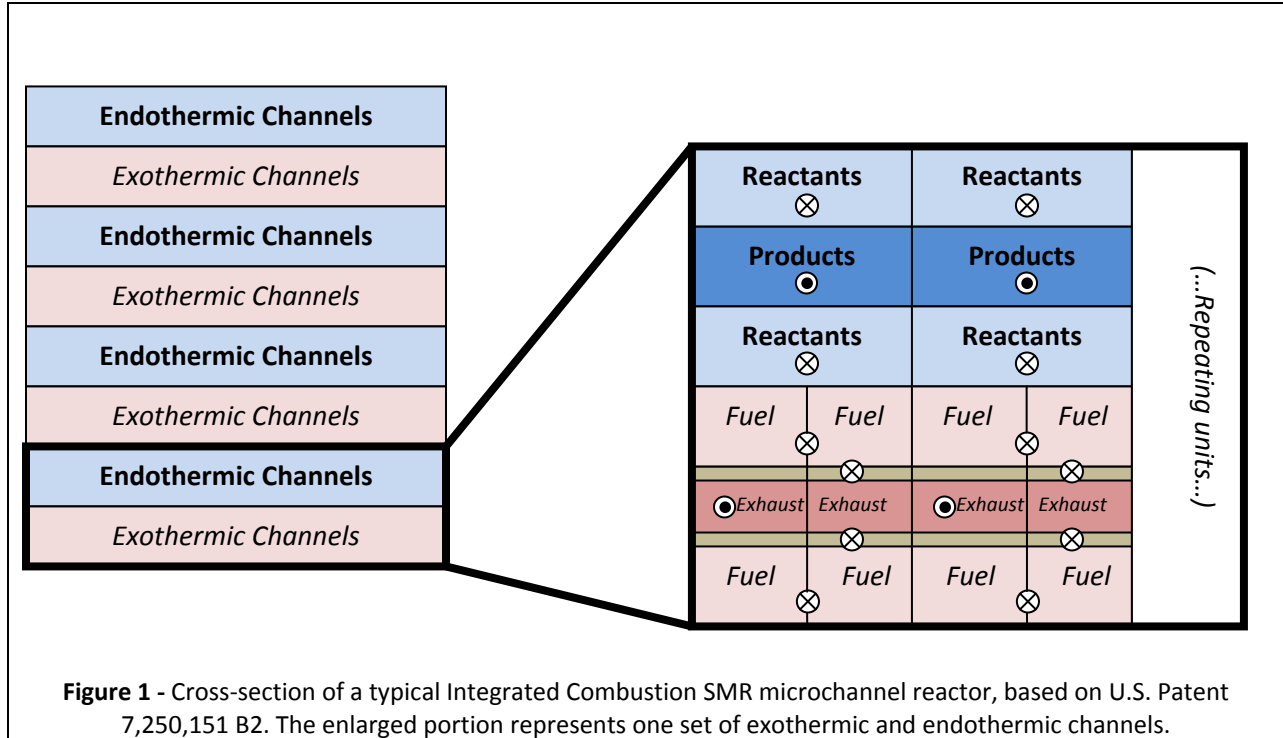 Endothermic Channels
Exothermic Channels
Endothermic Channels
Exothermic Channels
Endothermic Channels
Exothermic Channels
Endothermic Channels
Exothermic Channels
Reactants Reactants
Products Products
Reactants Reactants
Fuel Fuel Fuel Fuel
Exhaust Exhaust Exhaust Exhaust
Fuel Fuel Fuel Fuel
(...Repeating units...)
Figure 1 - Cross-section of a typical Integrated Combustion SMR microchannel reactor, based on U.S. Patent
7,250,151 B2. The enlarged portion represents one set of exothermic and endothermic channels.